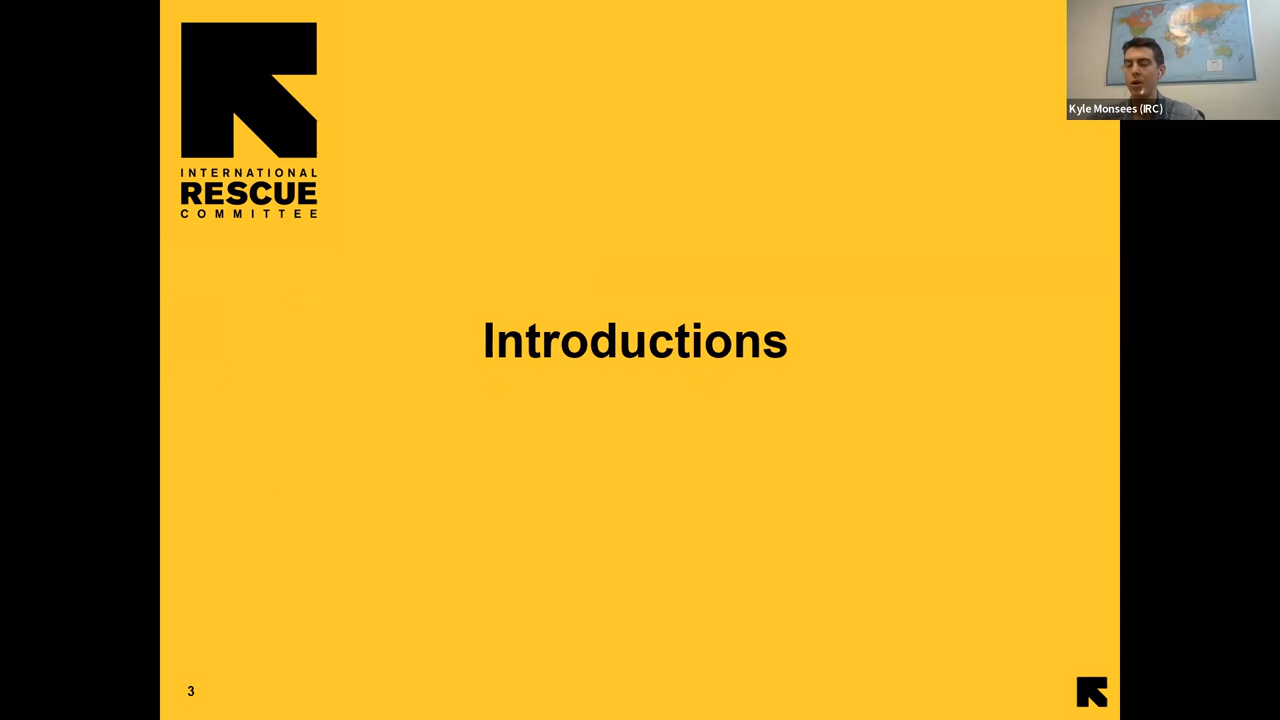 INTERNATIONAL
RESCUE
COMMITTEE
Kyle Monsees (IRC)
Introductions
3